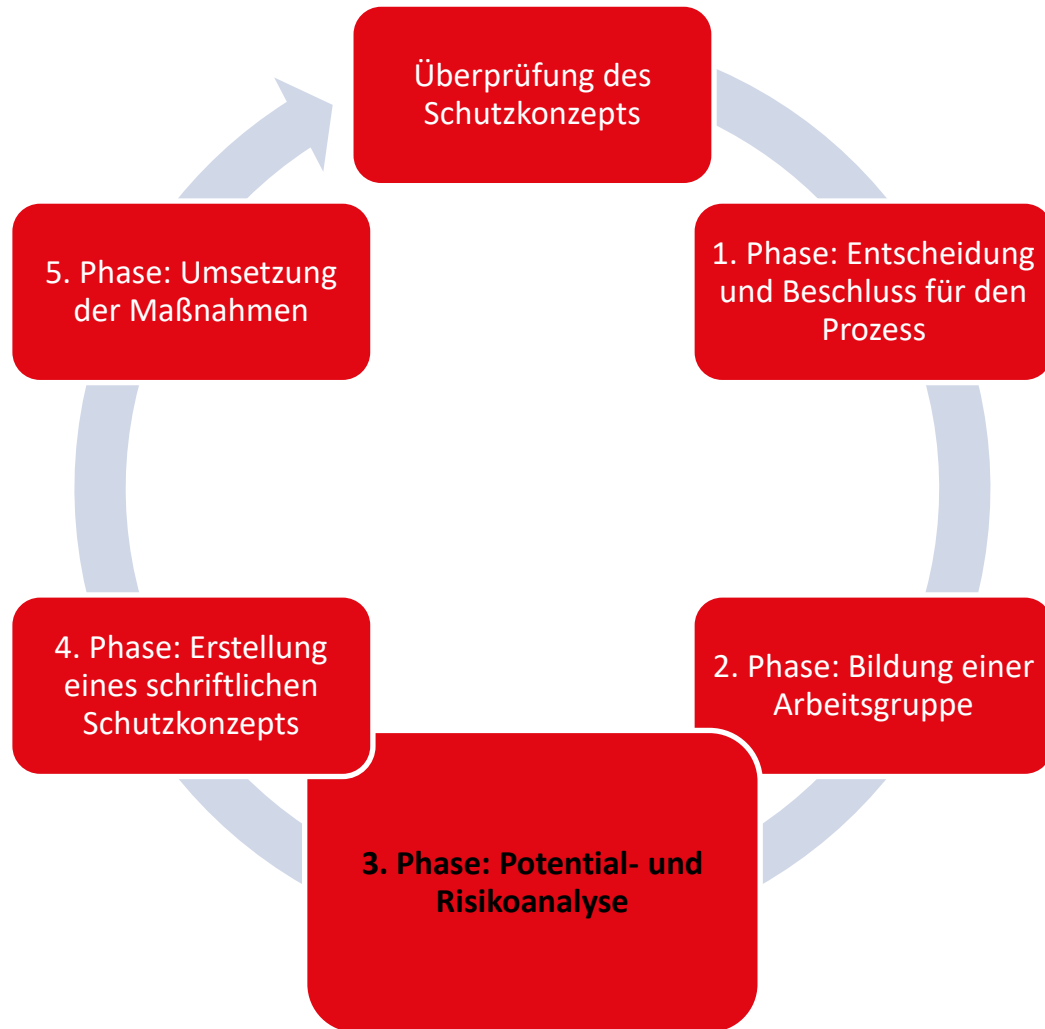 Überprüfung des
Schutzkonzepts
1. Phase: Entscheidung
und Beschluss für den
Prozess
2. Phase: Bildung einer
Arbeitsgruppe
3. Phase: Potential- und
Risikoanalyse
4. Phase: Erstellung
eines schriftlichen
Schutzkonzepts
5. Phase: Umsetzung
der Maßnahmen